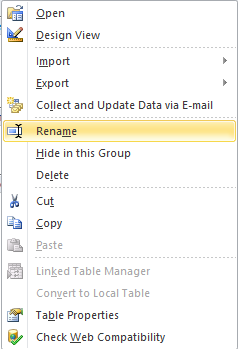 Open
Design View
Import
Export
Collect and Update Data via E-mail
Rename
Hide in this Group
Delete
Cut
Copy
Paste
Linked Table Manager
Convert to Local Table
Table Properties
Check Web Compatibility